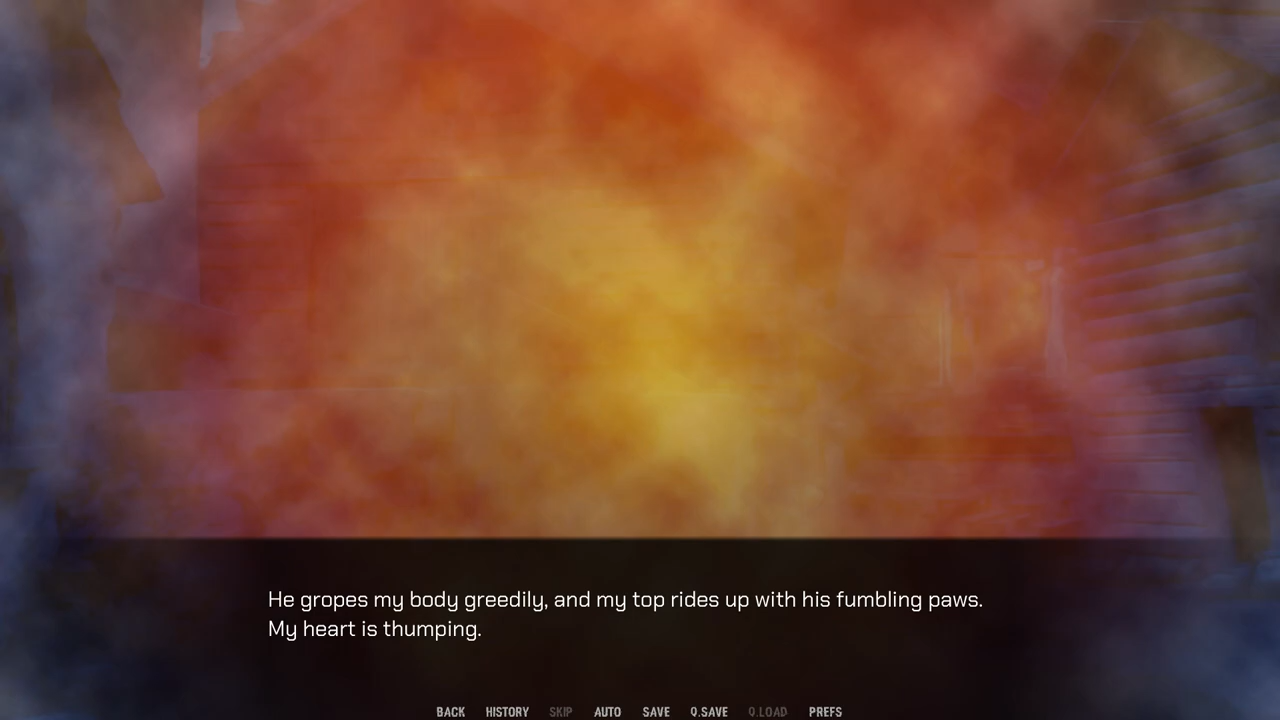 He gropes my body greedily, and my top rides up with his fumbling paws.
My heart is thumping.
BACK HISTORY SKIP AUTO SAVE Q.SAVE Q.LOAD PREFS